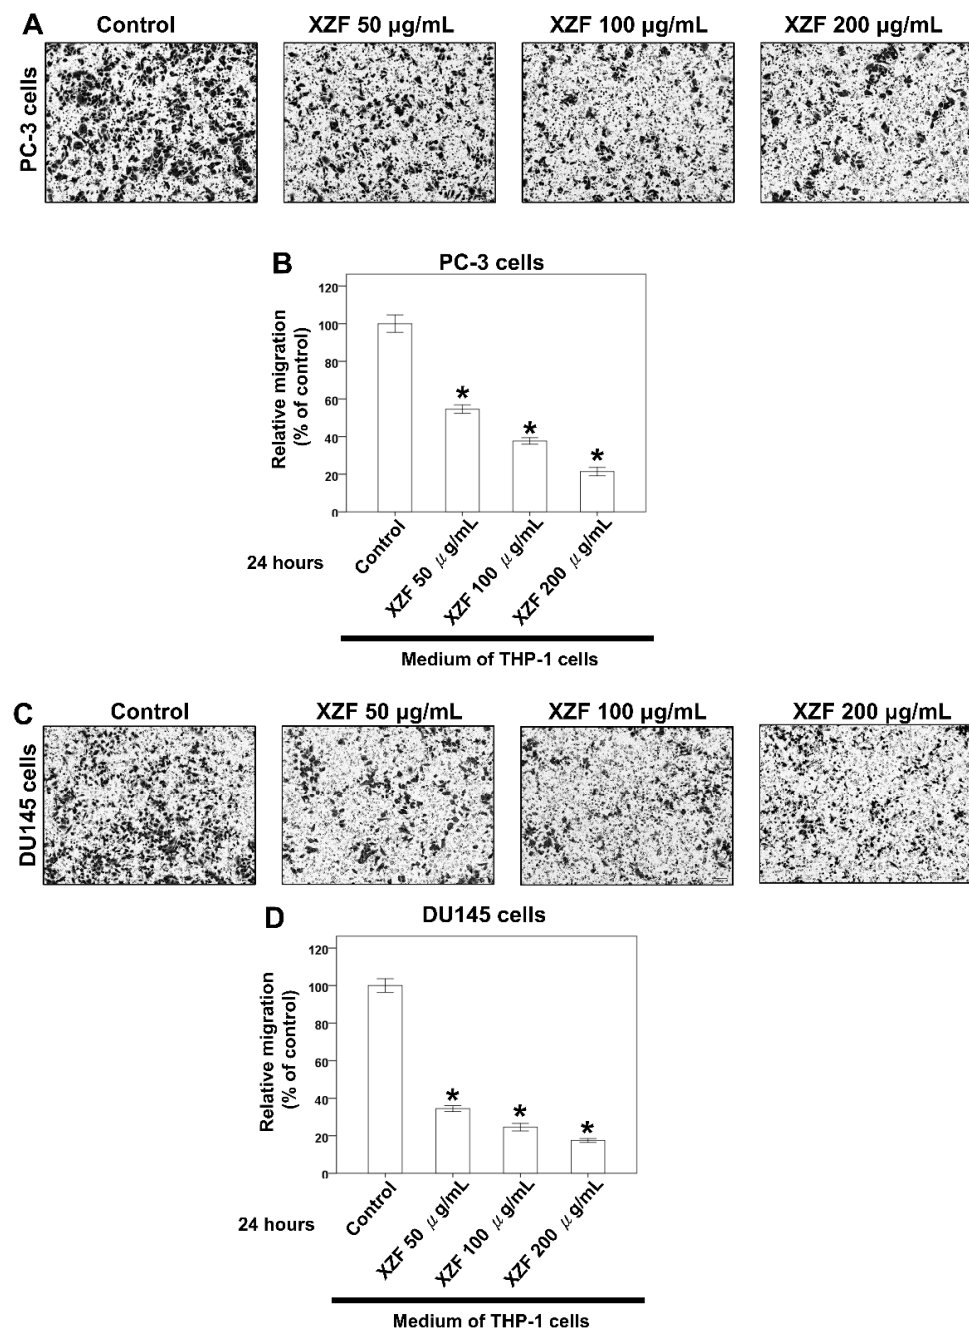 A
Control
XZF 50 µg/mL
XZF 100 µg/mL
XZF 200 µg/mL
PC-3 cells
B
PC-3 cells
Relative migration
(% of control)
120
100
80
60
40
20
0
*
*
*
24 hours
Control
XZF 50 μg/mL
XZF 100 μg/mL
XZF 200 μg/mL
Medium of THP-1 cells
C
Control
XZF 50 µg/mL
XZF 100 µg/mL
XZF 200 µg/mL
DU145 cells
D
DU145 cells
Relative migration
(% of control)
120
100
80
60
40
20
0
*
*
*
24 hours
Control
XZF 50 μg/mL
XZF 100 μg/mL
XZF 200 μg/mL
Medium of THP-1 cells